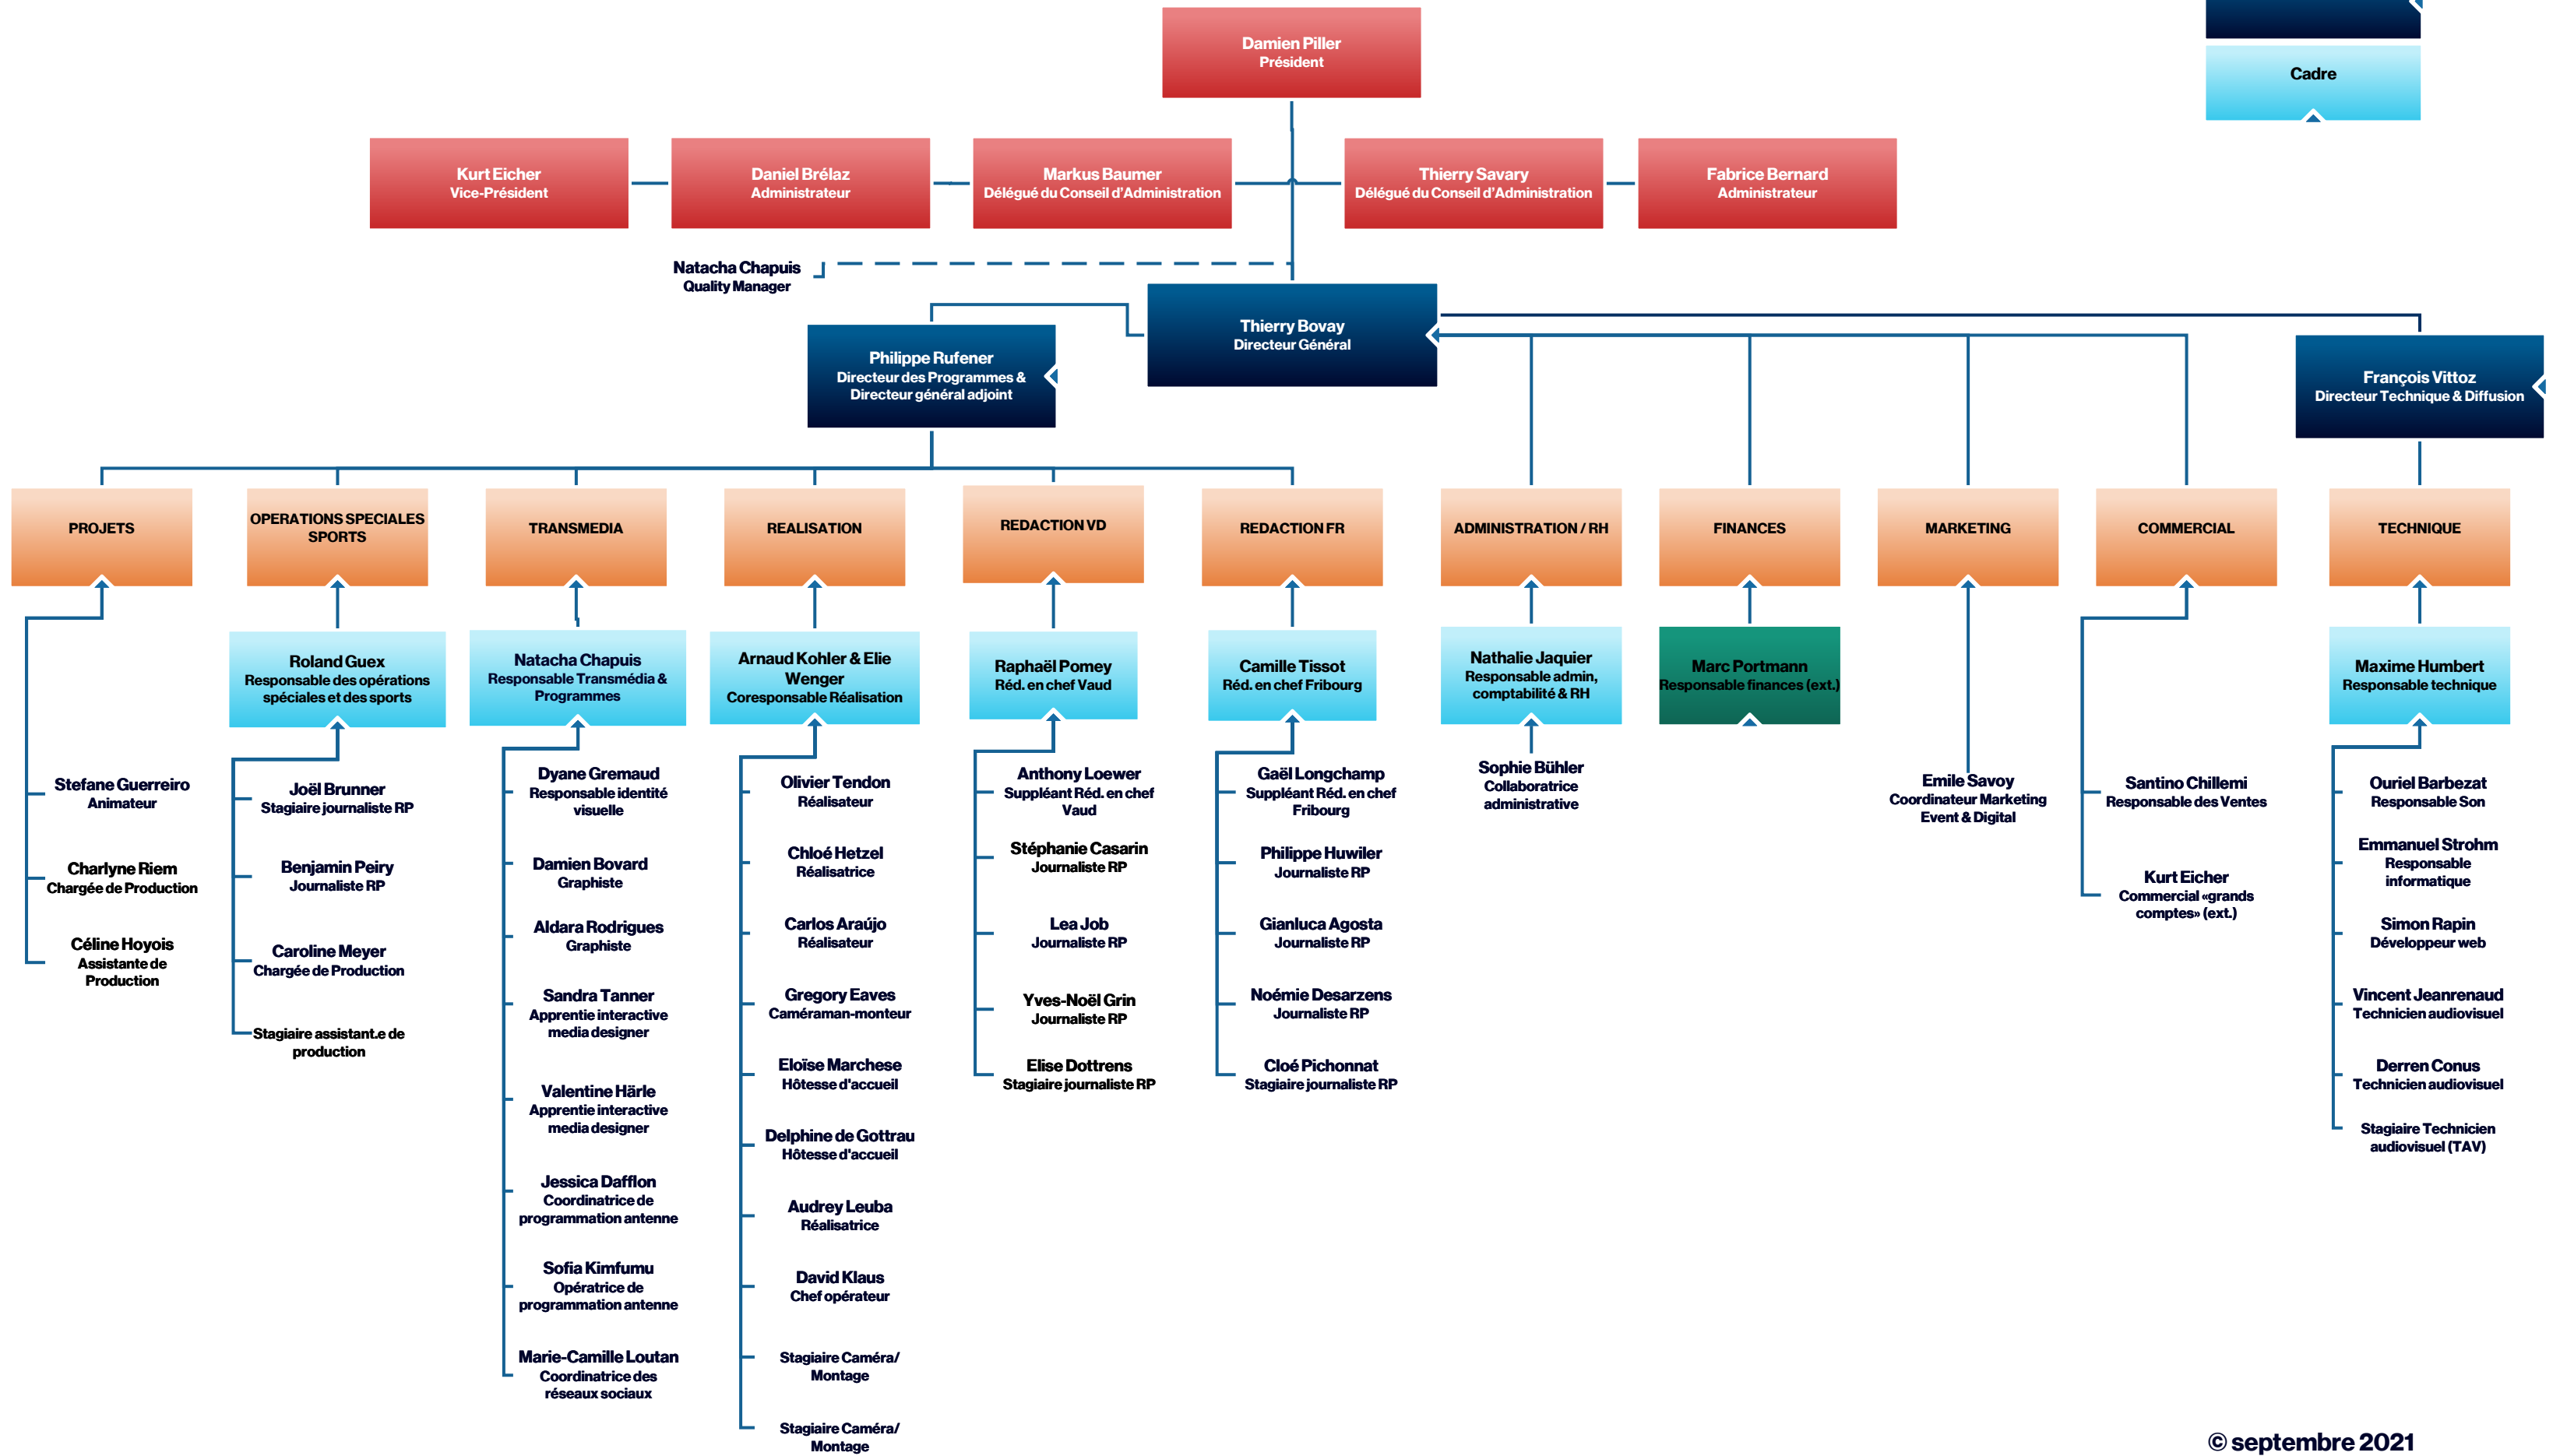 Damien Piller
Président
Cadre
Kurt Eicher
Vice-Président
Daniel Brélaz
Administrateur
Markus Baumer
Délégué du Conseil d'Administration
Thierry Savary
Délégué du Conseil d'Administration
Fabrice Bernard
Administrateur
Natacha Chapuis
Quality Manager
Thierry Bovay
Directeur Général
Philippe Rufener
Directeur des Programmes &
Directeur général adjoint
François Vittoz
Directeur Technique & Diffusion
PROJETS
OPERATIONS SPECIALES
SPORTS
TRANSMEDIA
REALISATION
REDACTION VD
REDACTION FR
ADMINISTRATION / RH
FINANCES
MARKETING
COMMERCIAL
TECHNIQUE
Roland Guex
Responsable des opérations
spéciales et des sports
Natacha Chapuis
Responsable Transmédia &
Programmes
Arnaud Kohler & Elie
Wenger
Coresponsable Réalisation
Raphaël Pomey
Réd. en chef Vaud
Camille Tissot
Réd. en chef Fribourg
Nathalie Jaquier
Responsable admin,
comptabilité & RH
Marc Portmann
Responsable finances (ext.)
Maxime Humbert
Responsable technique
Stefane Guerreiro
Animateur
Charlyne Riem
Chargée de Production
Céline Hoyois
Assistante de
Production
Joël Brunner
Stagiaire journaliste RP
Benjamin Peiry
Journaliste RP
Caroline Meyer
Chargée de Production
Stagiaire assistant.e de
production
Dyane Gremaud
Responsable identité
visuelle
Damien Bovard
Graphiste
Aldara Rodrigues
Graphiste
Sandra Tanner
Apprentie interactive
media designer
Valentine Härle
Apprentie interactive
media designer
Jessica Dafflon
Coordinatrice de
programmation antenne
Sofia Kimfumu
Opératrice de
programmation antenne
Marie-Camille Loutan
Coordinatrice des
réseaux sociaux
Olivier Tendon
Réalisateur
Chloé Hetzel
Réalisatrice
Carlos Araújo
Réalisateur
Gregory Eaves
Caméraman-monteur
Eloïse Marchese
Hôtesse d'accueil
Delphine de Gottrau
Hôtesse d'accueil
Audrey Leuba
Réalisatrice
David Klaus
Chef opérateur
Stagiaire Caméra/
Montage
Stagiaire Caméra/
Montage
Anthony Loewer
Suppléant Réd. en chef
Vaud
Stéphanie Casarin
Journaliste RP
Lea Job
Journaliste RP
Yves-Noël Grin
Journaliste RP
Elise Dottrens
Stagiaire journaliste RP
Gaël Longchamp
Suppléant Réd. en chef
Fribourg
Philippe Huwiler
Journaliste RP
Gianluca Agosta
Journaliste RP
Noémie Desarzens
Journaliste RP
Cloé Pichonnat
Stagiaire journaliste RP
Sophie Bühler
Collaboratrice
administrative
Emile Savoy
Coordinateur Marketing
Event & Digital
Santino Chillemi
Responsable des Ventes
Kurt Eicher
Commercial «grands
comptes» (ext.)
Ouriel Barbezat
Responsable Son
Emmanuel Strohm
Responsable
informatique
Simon Rapin
Développeur web
Vincent Jeanrenaud
Technicien audiovisuel
Derren Conus
Technicien audiovisuel
Stagiaire Technicien
audiovisuel (TAV)
© septembre 2021